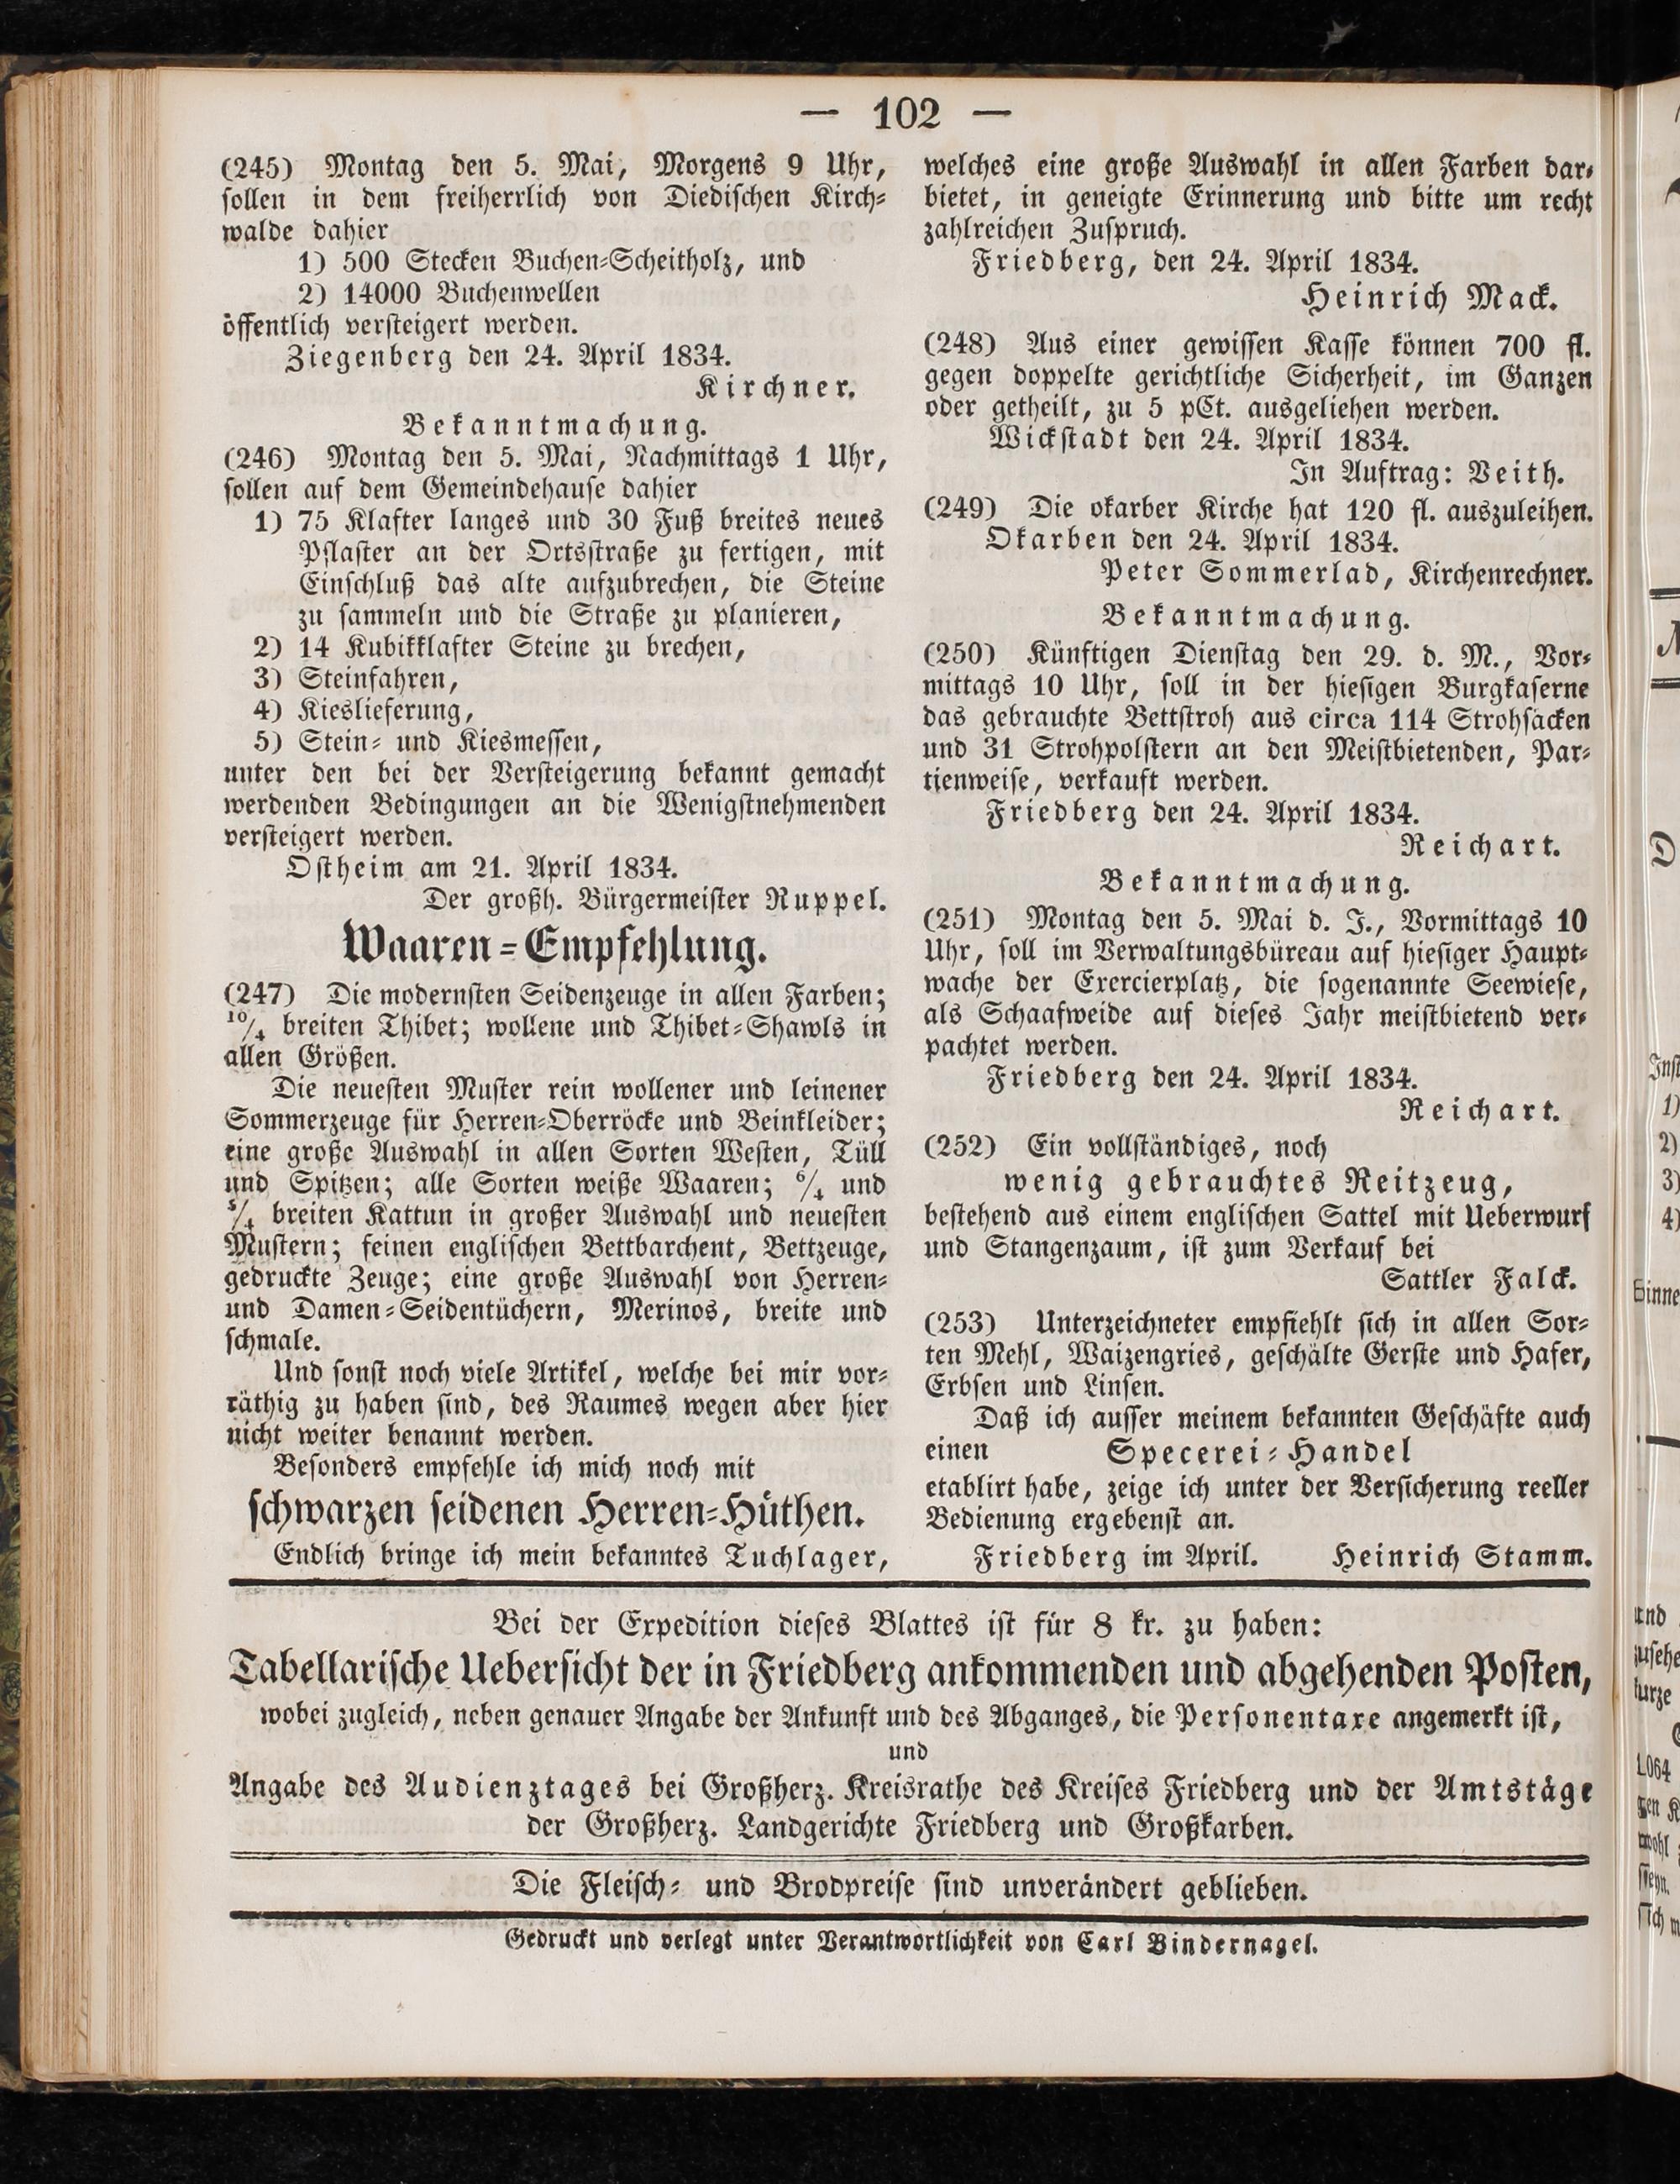 — 102 —
(245) Montag den 5. Mai, Morgens 9 Uhr,
sollen in dem freiherrlich von Diedischen Kirch-
walde dahier
1) 500 Stecken Buchen-Scheitholz, und
2) 14000 Buchenwellen
öffentlich versteigert werden.
Ziegenberg den 24. April 1834.
Kirchner.
Bekanntmachung.
(246) Montag den 5. Mai, Nachmittags 1 Uhr,
sollen auf dem Gemeindehause dahier
1) 75 Klafter langes und 30 Fuß breites neues
Pflaster an der Ortsstraße zu fertigen, mit
Einschluß das alte aufzubrechen, die Steine
zu sammeln und die Straße zu planieren,
2) 14 Kubikklafter Steine zu brechen,
3) Steinfahren,
4) Kieslieferung,
5) Stein- und Kiesmessen,
unter den bei der Versteigerung bekannt gemacht
werdenden Bedingungen an die Wenigstnehmenden
versteigert werden.
Ostheim am 21. April 1834.
Der großh. Bürgermeister Ruppel.
Waaren-Empfehlung.
(247) Die modernsten Seidenzeuge in allen Farben;
10/4 breiten Thibet; wollene und Thibet-Shawls in
allen Größen.
Die neuesten Muster rein wollener und leinener
Sommerzeuge für Herren-Oberröcke und Beinkleider;
eine große Auswahl in allen Sorten Westen, Tüll
und Spitzen; alle Sorten weiße Waaren; 6/4 und
5/4 breiten Kattun in großer Auswahl und neuesten
Mustern; feinen englischen Bettbarchent, Bettzeuge,
gedruckte Zeuge; eine große Auswahl von Herren-
und Damen-Seidentüchern, Merinos, breite und
schmale.
Und sonst noch viele Artikel, welche bei mir vor-
räthig zu haben sind, des Raumes wegen aber hier
nicht weiter benannt werden.
Besonders empfehle ich mich noch mit
schwarzen seidenen Herren-Hüthen.
Endlich bringe ich mein bekanntes Tuchlager,
welches eine große Auswahl in allen Farben dar-
bietet, in geneigte Erinnerung und bitte um recht
zahlreichen Zuspruch.
Friedberg, den 24. April 1834.
Heinrich Mack.
(248) Aus einer gewissen Kasse können 700 fl.
gegen doppelte gerichtliche Sicherheit, im Ganzen
oder getheilt, zu 5 pCt. ausgeliehen werden.
Wickstadt den 24. April 1834.
In Auftrag: Veith.
(249) Die okarber Kirche hat 120 fl. auszuleihen.
Okarben den 24. April 1834.
Peter Sommerlad, Kirchenrechner.
Bekanntmachung.
(250) Künftigen Dienstag den 29. d. M., Vor-
mittags 10 Uhr, soll in der hiesigen Burgkaserne
das gebrauchte Bettstroh aus circa 114 Strohsäcken
und 31 Strohpolstern an den Meistbietenden, Par-
tienweise, verkauft werden.
Friedberg den 24. April 1834.
Reichart.
Bekanntmachung.
(251) Montag den 5. Mai d. J., Vormittags 10
Uhr, soll im Verwaltungsbüreau auf hiesiger Haupt-
wache der Exercierplatz, die sogenannte Seewiese,
als Schaafweide auf dieses Jahr meistbietend ver-
pachtet werden.
Friedberg den 24. April 1834.
Reichart.
(252) Ein vollständiges, noch
wenig gebrauchtes Reitzeug,
bestehend aus einem englischen Sattel mit Ueberwurf
und Stangenzaum, ist zum Verkauf bei
Sattler Falck.
(253) Unterzeichneter empfiehlt sich in allen Sor-
ten Mehl, Waizengries, geschälte Gerste und Hafer,
Erbsen und Linsen.
Daß ich ausser meinem bekannten Geschäfte auch
einen Specerei-Handel
etablirt habe, zeige ich unter der Versicherung reeller
Bedienung ergebenst an.
Friedberg im April. Heinrich Stamm.
Bei der Expedition dieses Blattes ist für 8 kr. zu haben:
Tabellarische Uebersicht der in Friedberg ankommenden und abgehenden Posten,
wobei zugleich, neben genauer Angabe der Ankunft und des Abganges, die Personentaxe angemerkt ist,
und
Angabe des Audienztages bei Großherz. Kreisrathe des Kreises Friedberg und der Amtstäge
der Großherz. Landgerichte Friedberg und Großkarben.
Die Fleisch- und Brodpreise sind unverändert geblieben.
Gedruckt und verlegt unter Verantwortlichkeit von Carl Bindernagel.